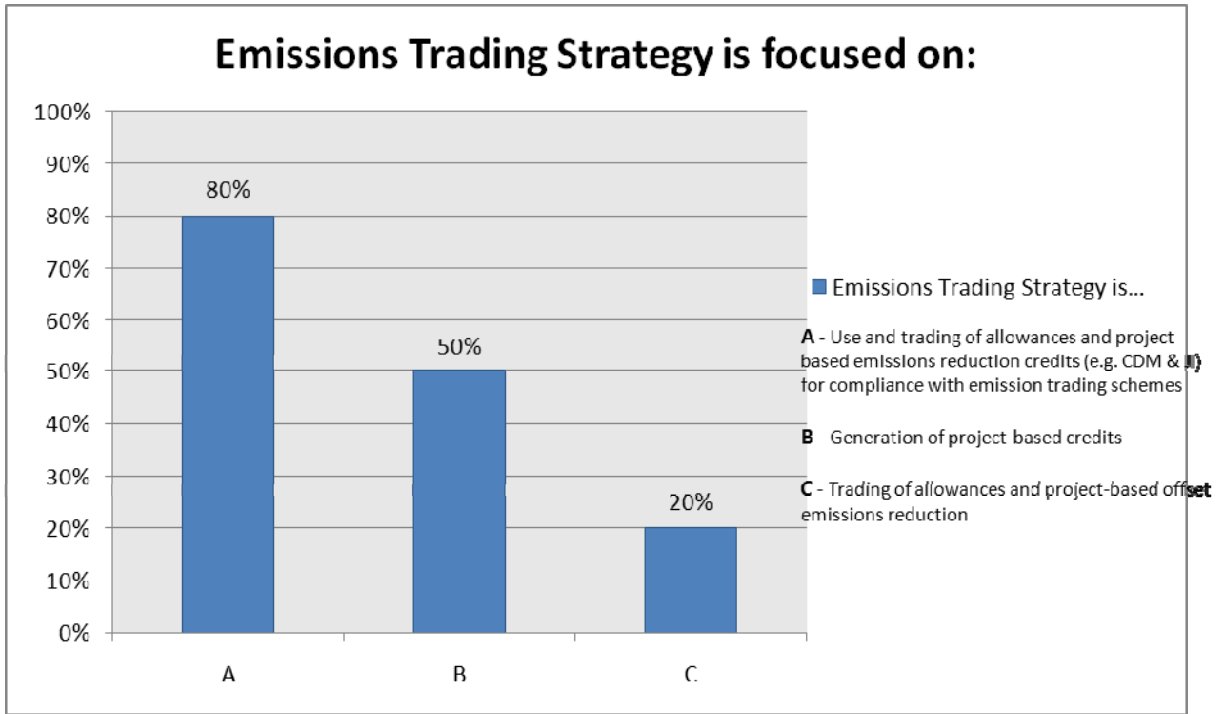 Emissions Trading Strategy is focused on:
100%
90%
80%
70%
60%
50%
40%
30%
20%
10%
0%
80%
50%
20%
A
B
C
Emissions Trading Strategy is...
A - Use and trading of allowances and project
based emissions reduction credits (e.g. CDM & JI)
for compliance with emission trading schemes
B Generation of project based credits
C - Trading of allowances and project-based offset
emissions reduction